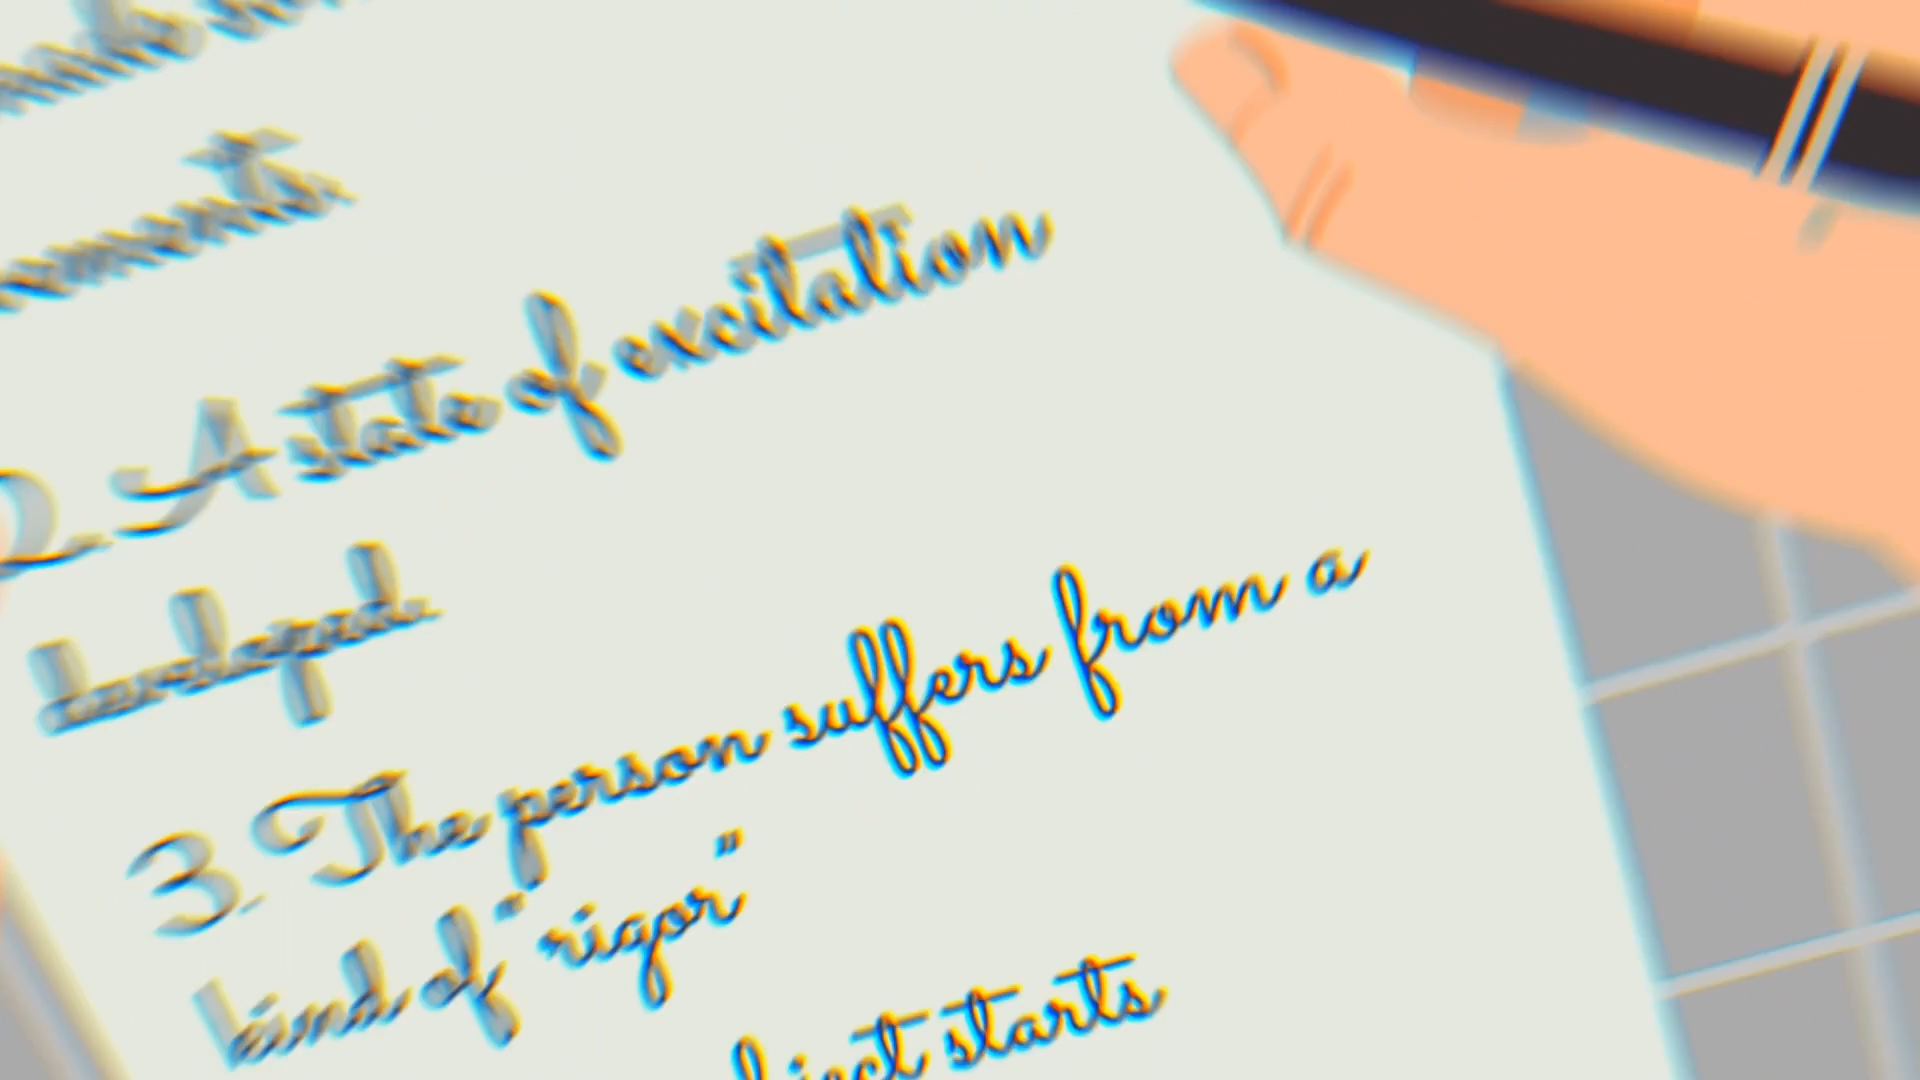 2. A state of excitation
developed.
3. The person suffers from a
kind of "rigor"
starts